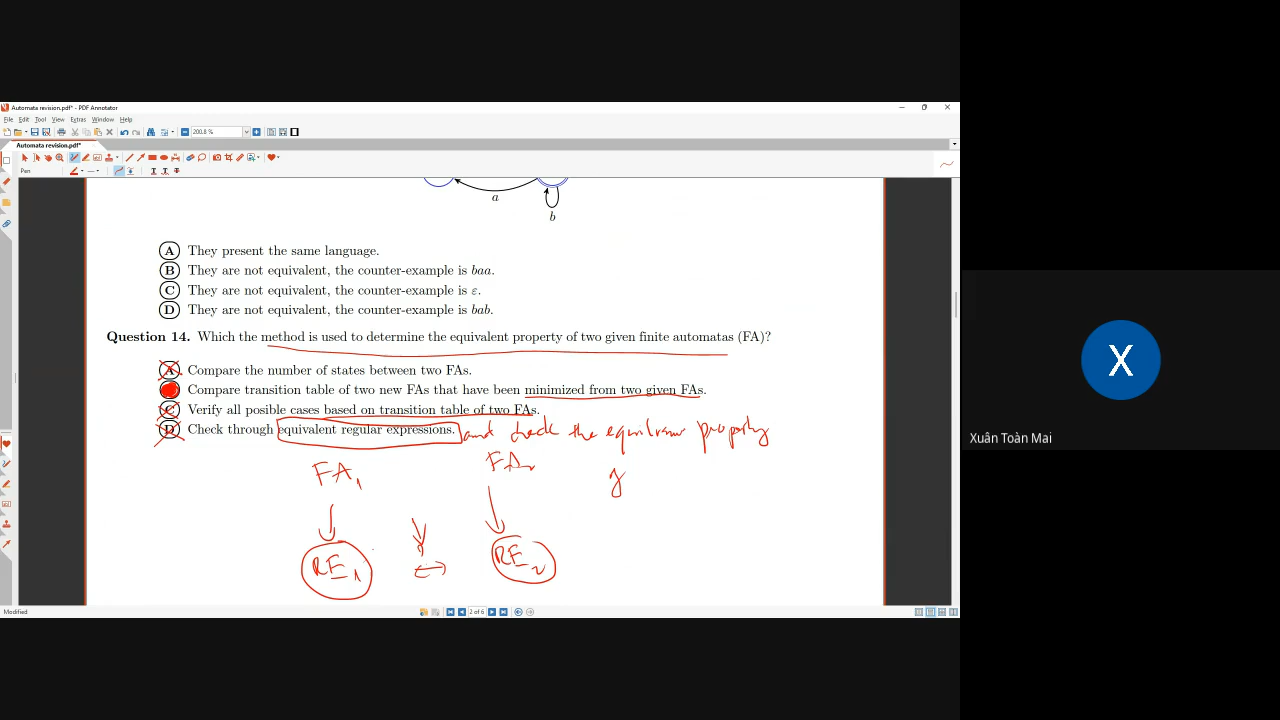 Automata revision.pdf* - PDF Annotator
File Edit Tool View Extras Window Help
200.8 %
Automata revision.pdf*
Pen
a
b
A They present the same language.
B They are not equivalent, the counter-example is baa.
C They are not equivalent, the counter-example is ε.
D They are not equivalent, the counter-example is bab.
Question 14. Which the method is used to determine the equivalent property of two given finite automatas (FA)?
A Compare the number of states between two FAs.
Compare transition table of two new FAs that have been minimized from two given FAs.
C Verify all posible cases based on transition table of two FAs.
D Check through equivalent regular expressions. and check the property
FA1 FA2
RE1 ↔ RE2
Modified
2 of 6
X
Xuân Toàn Mai